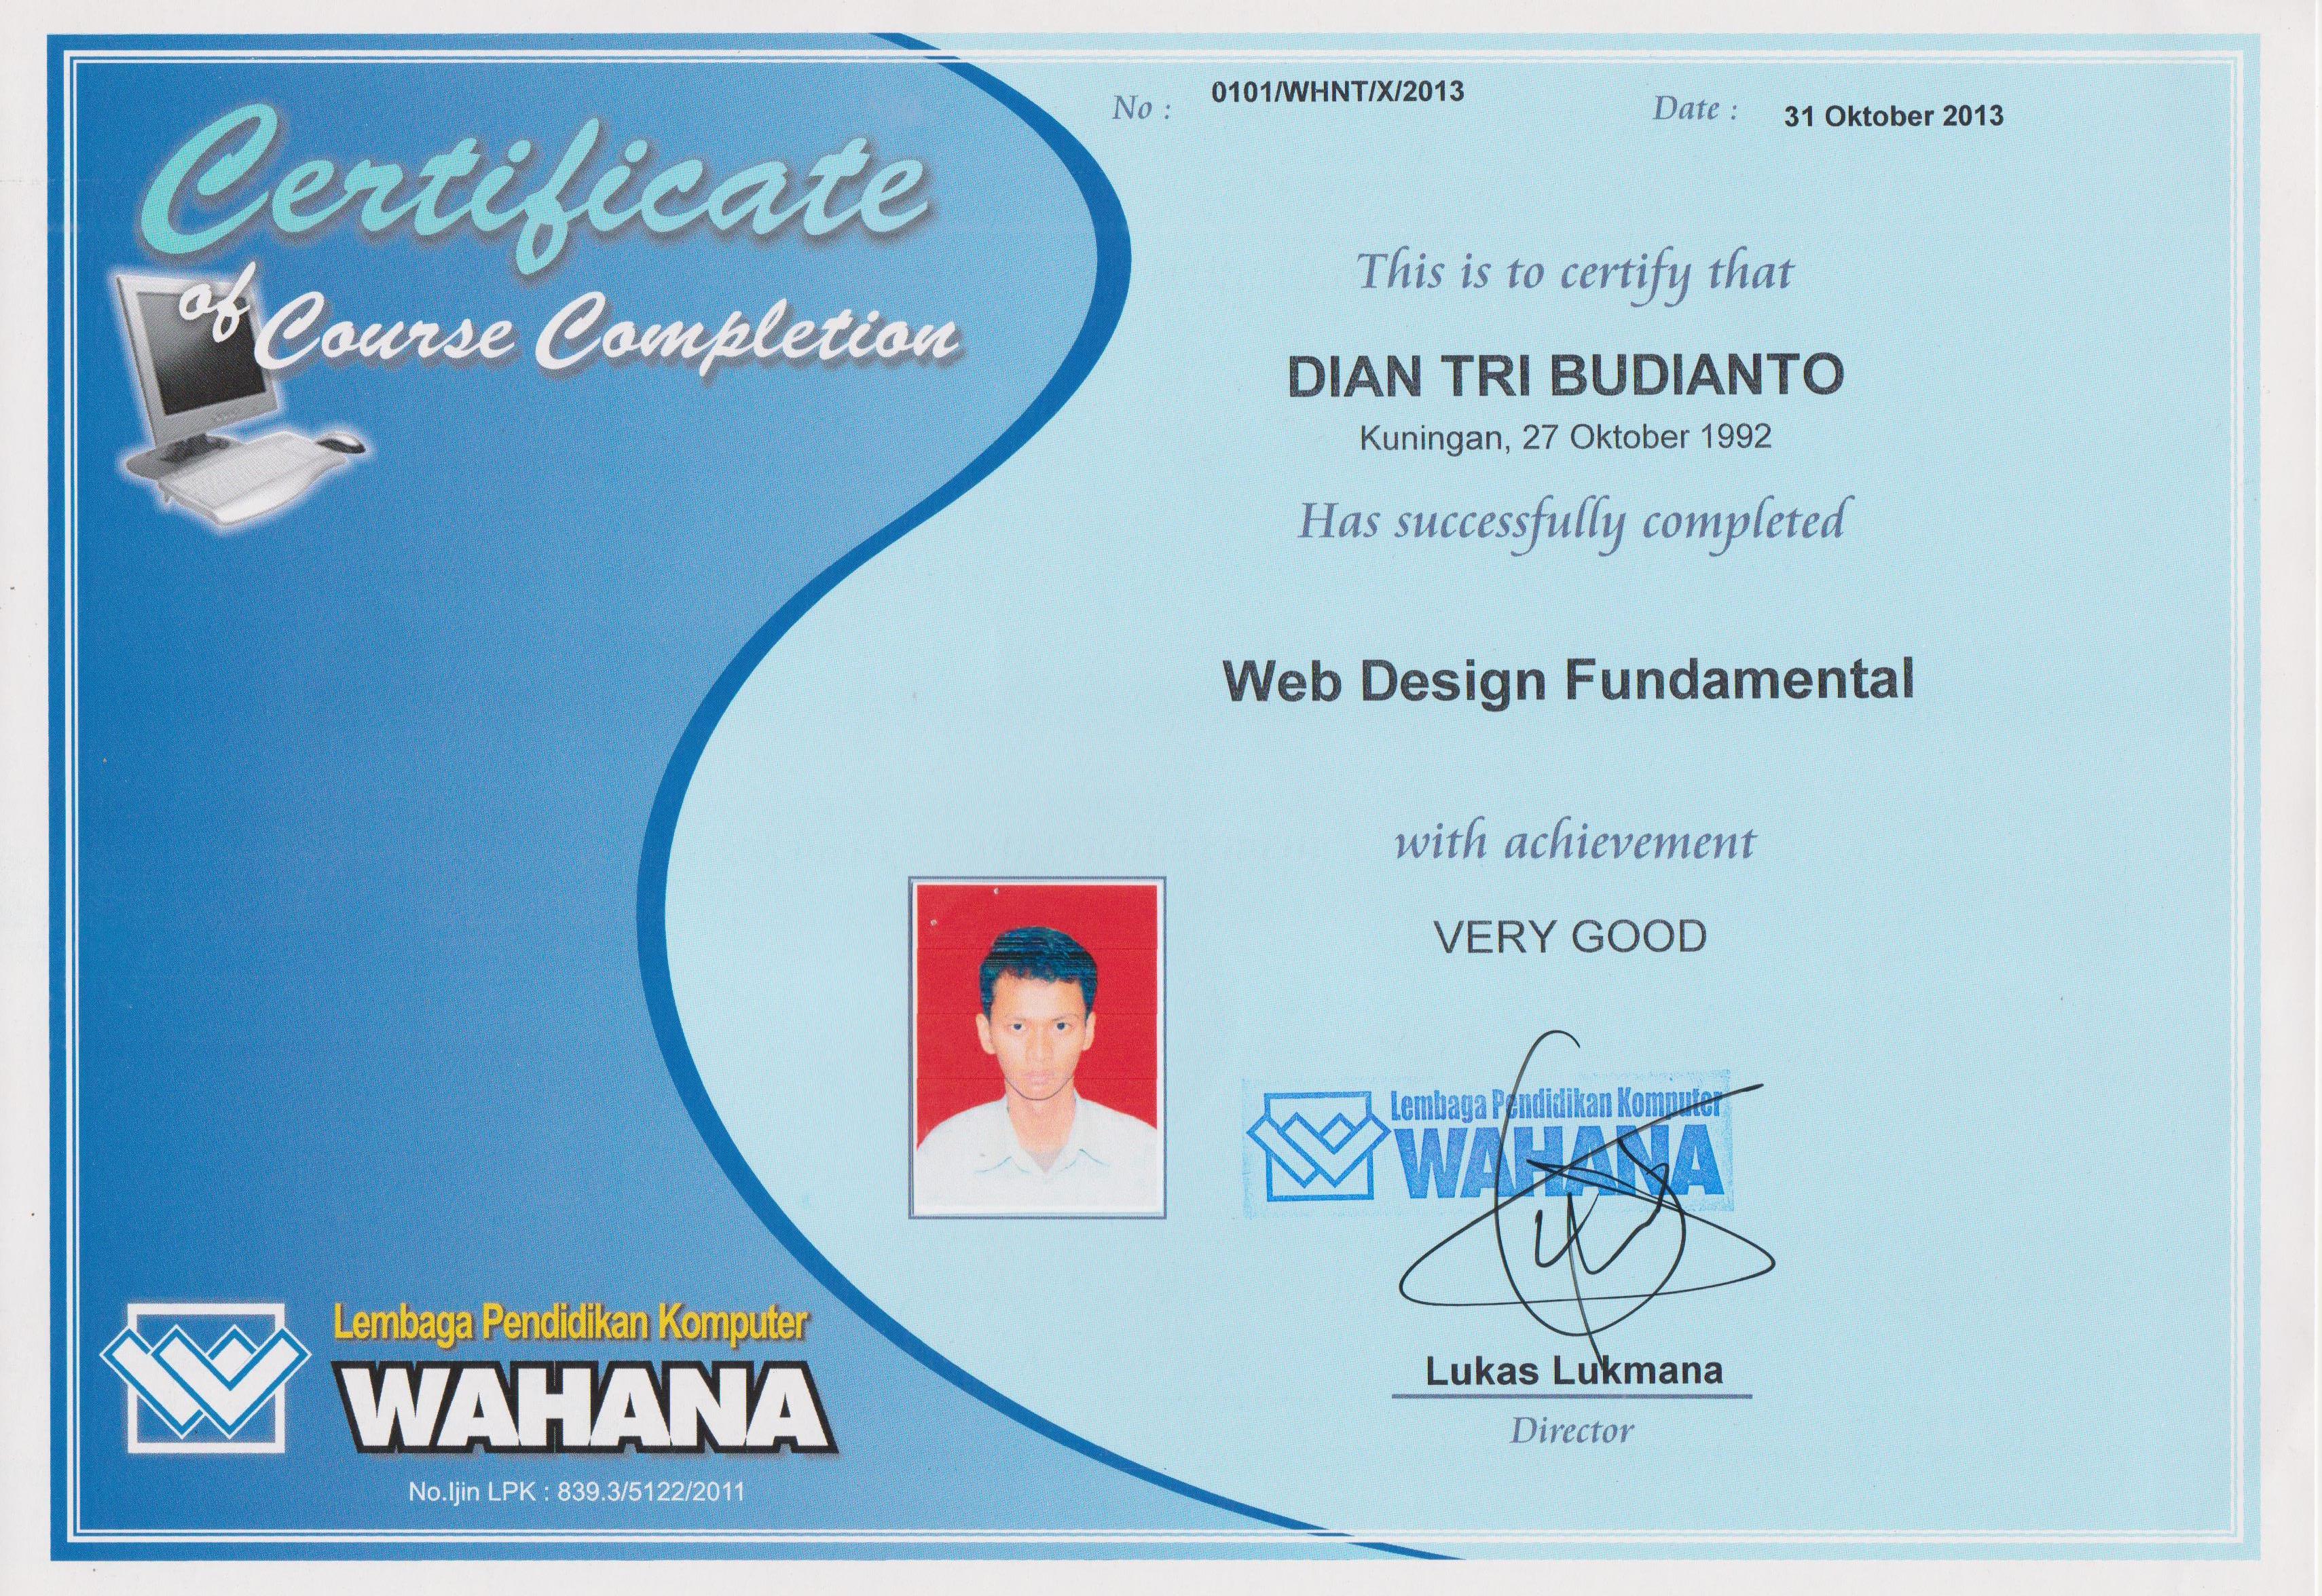 Certificate
of Course Completion
No : 0101/WHNT/X/2013
Date : 31 Oktober 2013
This is to certify that
DIAN TRI BUDIANTO
Kuningan, 27 Oktober 1992
Has successfully completed
Web Design Fundamental
with achievement
VERY GOOD
Lembaga Pendidikan Komputer
WAHANA
Lukas Lukmana
Director
Lembaga Pendidikan Komputer
WAHANA
No.Ijin LPK : 839.3/5122/2011